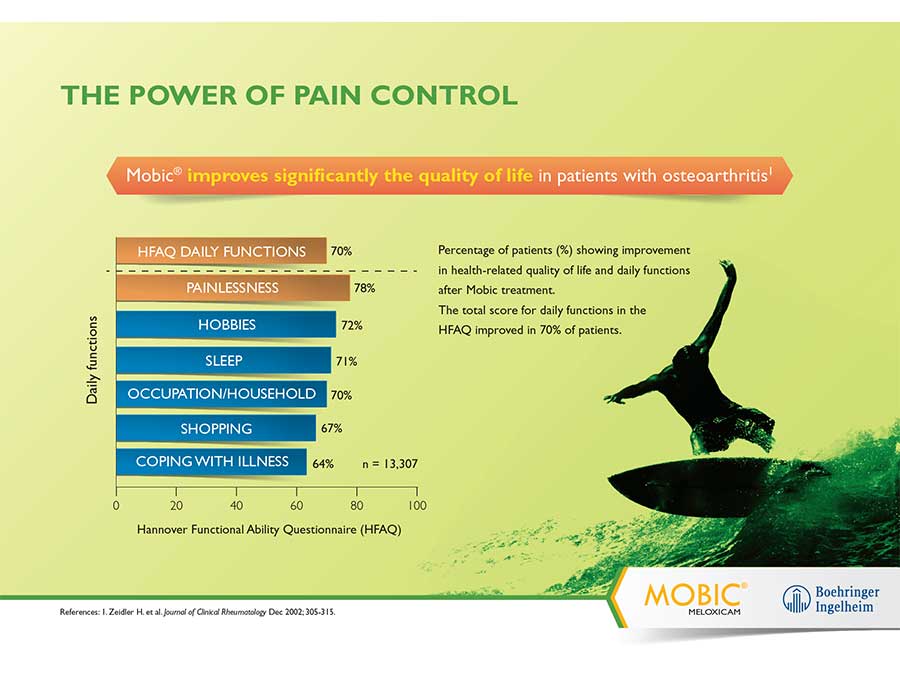 THE POWER OF PAIN CONTROL
Mobic® improves significantly the quality of life in patients with osteoarthritis¹
HFAQ DAILY FUNCTIONS 70%
PAINLESSNESS 78%
HOBBIES 72%
SLEEP 71%
OCCUPATION/HOUSEHOLD 70%
SHOPPING 67%
COPING WITH ILLNESS 64% n = 13,307
Daily functions
0 20 40 60 80 100
Hannover Functional Ability Questionnaire (HFAQ)
Percentage of patients (%) showing improvement
in health-related quality of life and daily functions
after Mobic treatment.
The total score for daily functions in the
HFAQ improved in 70% of patients.
References: 1. Zeidler H. et al. Journal of Clinical Rheumatology Dec 2002; 305-315.
MOBIC®
MELOXICAM
Boehringer
Ingelheim